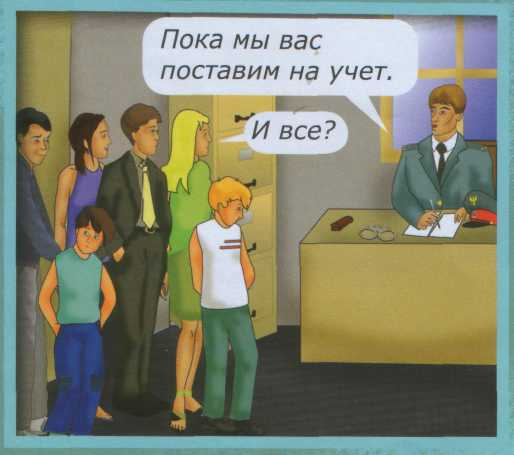 Пока мы вас
поставим на учет.
И все?